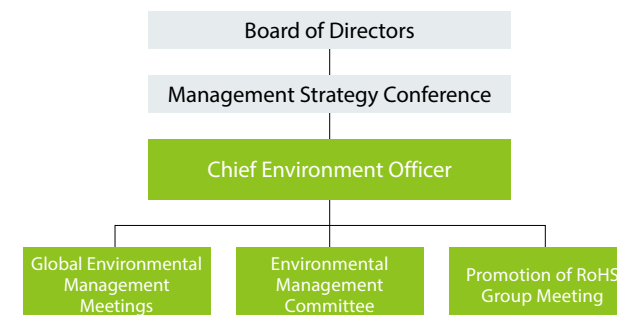 Board of Directors
Management Strategy Conference
Chief Environment Officer
Global Environmental
Management
Meetings
Environmental
Management
Committee
Promotion of RoHS
Group Meeting